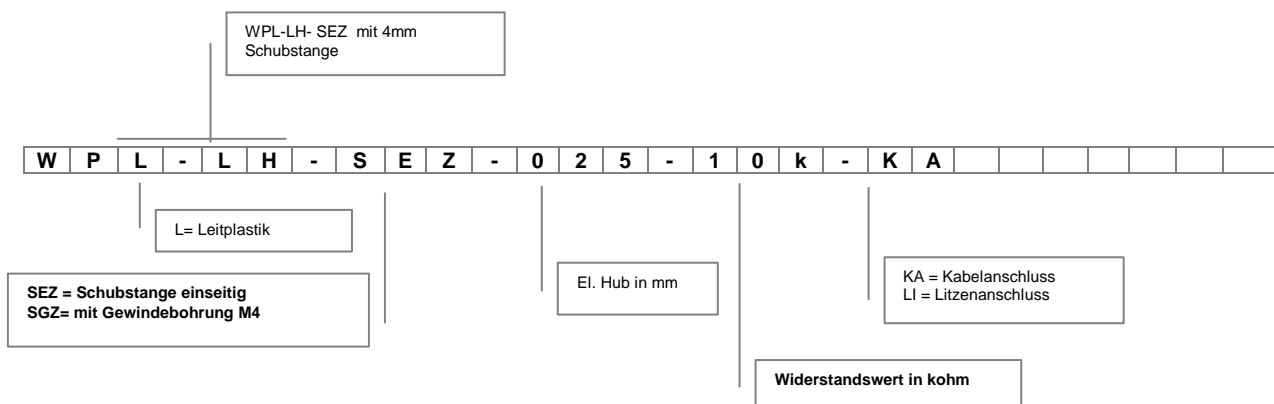 WPL-LH- SEZ mit 4mm
Schubstange
W P L - L H - S E Z - 0 2 5 - 1 0 k - K A
L= Leitplastik
SEZ = Schubstange einseitig
SGZ= mit Gewindebohrung M4
El. Hub in mm
KA = Kabelanschluss
LI = Litzenanschluss
Widerstandswert in kohm